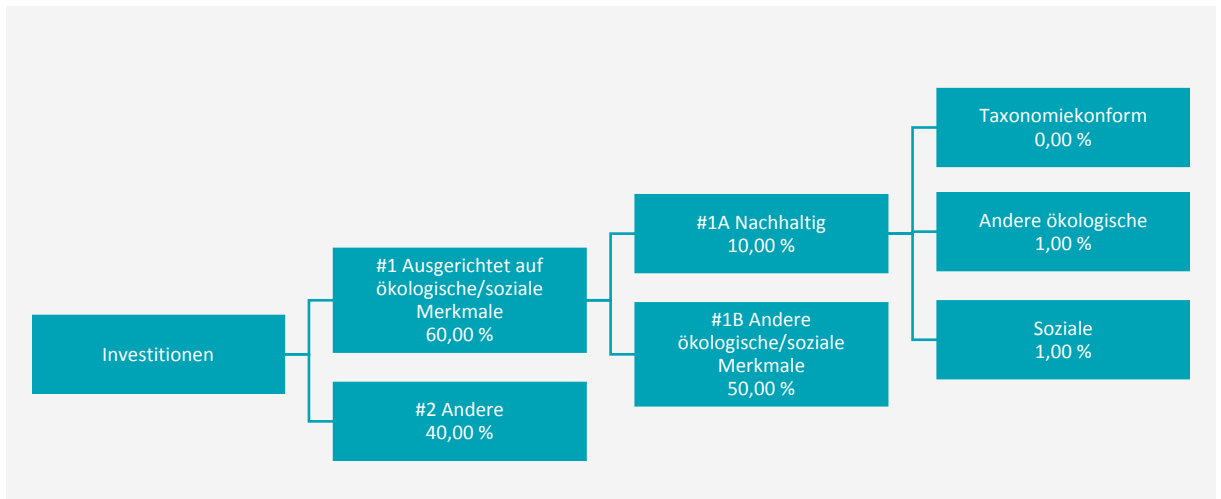 Investitionen
#1 Ausgerichtet auf
ökologische/soziale
Merkmale
60,00 %
#2 Andere
40,00 %
#1A Nachhaltig
10,00 %
#1B Andere
ökologische/soziale
Merkmale
50,00 %
Taxonomiekonform
0,00 %
Andere ökologische
1,00 %
Soziale
1,00 %